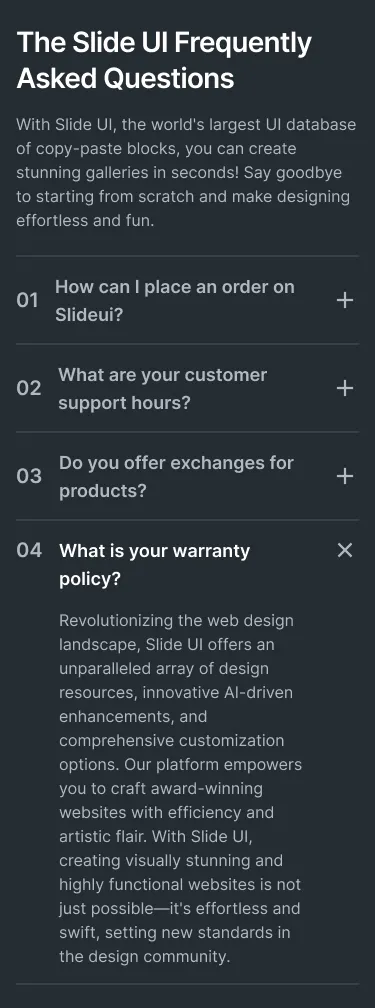 The Slide UI Frequently
Asked Questions
With Slide UI, the world's largest UI database
of copy-paste blocks, you can create
stunning galleries in seconds! Say goodbye
to starting from scratch and make designing
effortless and fun.
01 How can I place an order on
Slideui?
02 What are your customer
support hours?
03 Do you offer exchanges for
products?
04 What is your warranty
policy?
Revolutionizing the web design
landscape, Slide UI offers an
unparalleled array of design
resources, innovative AI-driven
enhancements, and
comprehensive customization
options. Our platform empowers
you to craft award-winning
websites with efficiency and
artistic flair. With Slide UI,
creating visually stunning and
highly functional websites is not
just possible—it's effortless and
swift, setting new standards in
the design community.